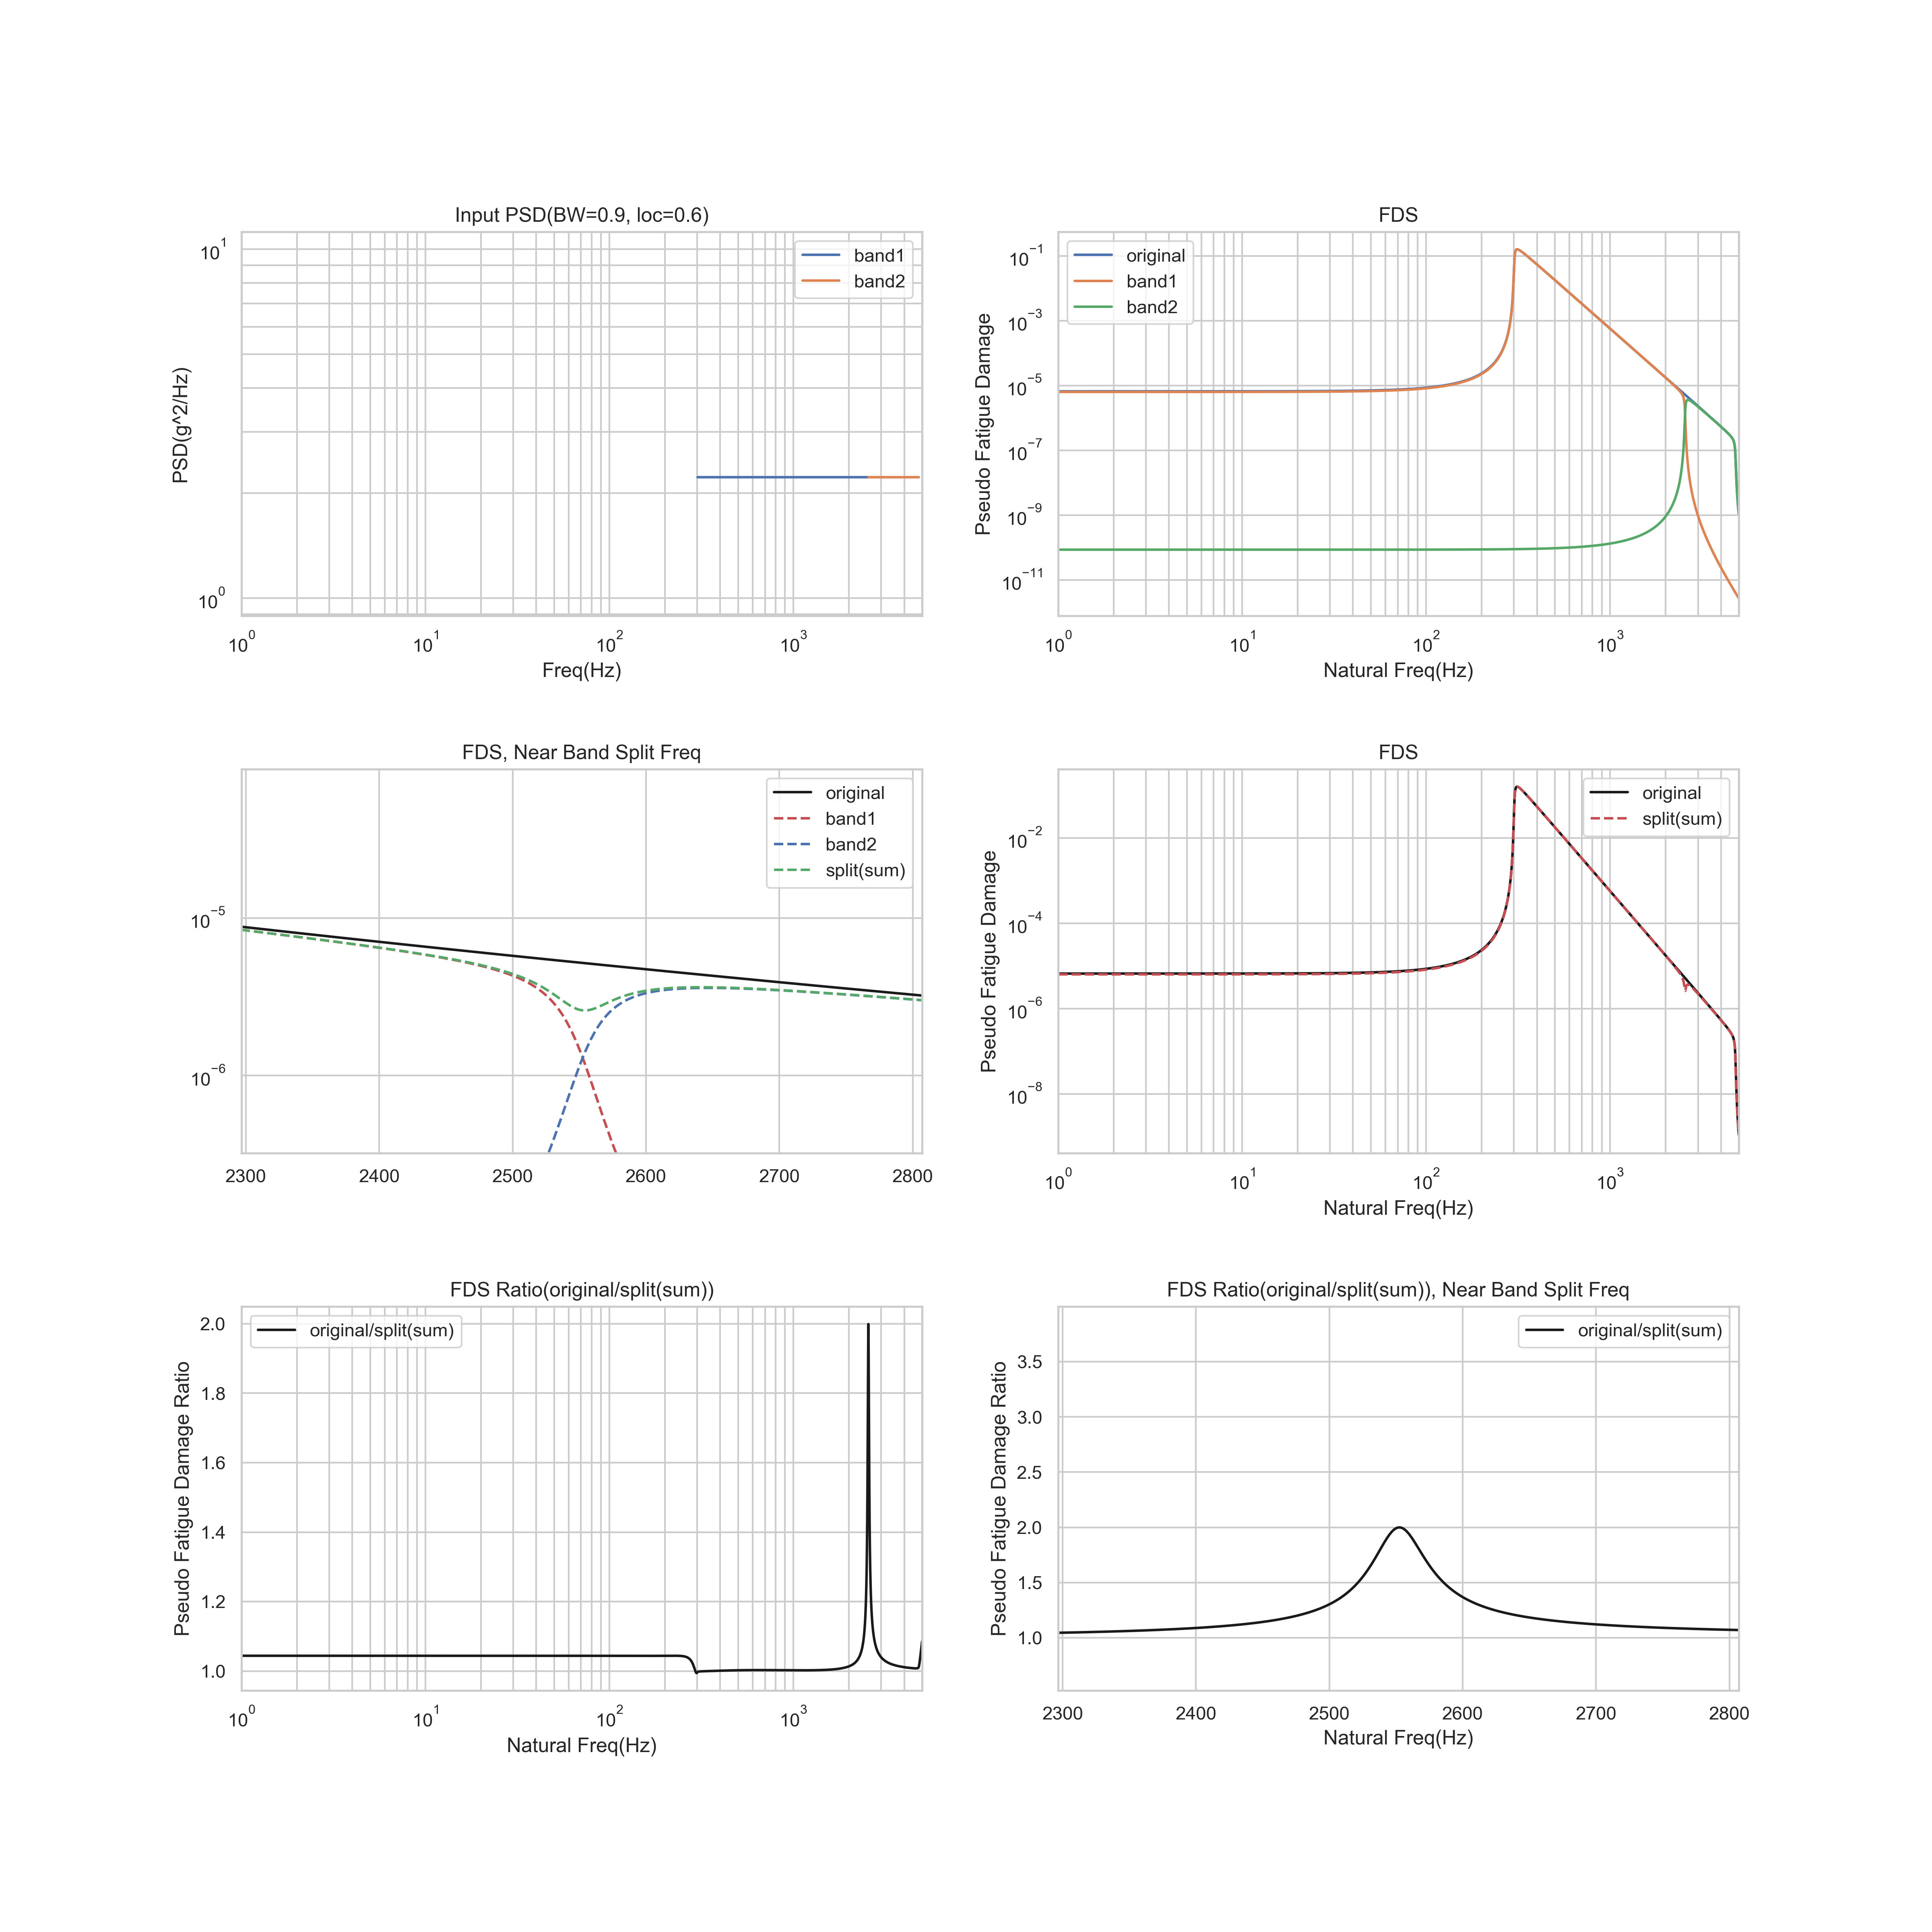 Input PSD(BW=0.9, loc=0.6)
PSD(g^2/Hz)
10^1
10^0
band1
band2
10^0 10^1 10^2 10^3
Freq(Hz)
FDS
Pseudo Fatigue Damage
10^−1
10^−3
10^−5
10^−7
10^−9
10^−11
original
band1
band2
10^0 10^1 10^2 10^3
Natural Freq(Hz)
FDS, Near Band Split Freq
10^−5
10^−6
original
band1
band2
split(sum)
2300 2400 2500 2600 2700 2800
FDS
Pseudo Fatigue Damage
10^−2
10^−4
10^−6
10^−8
original
split(sum)
10^0 10^1 10^2 10^3
Natural Freq(Hz)
FDS Ratio(original/split(sum))
Pseudo Fatigue Damage Ratio
2.0
1.8
1.6
1.4
1.2
1.0
original/split(sum)
10^0 10^1 10^2 10^3
Natural Freq(Hz)
FDS Ratio(original/split(sum)), Near Band Split Freq
Pseudo Fatigue Damage Ratio
3.5
3.0
2.5
2.0
1.5
1.0
original/split(sum)
2300 2400 2500 2600 2700 2800
Natural Freq(Hz)